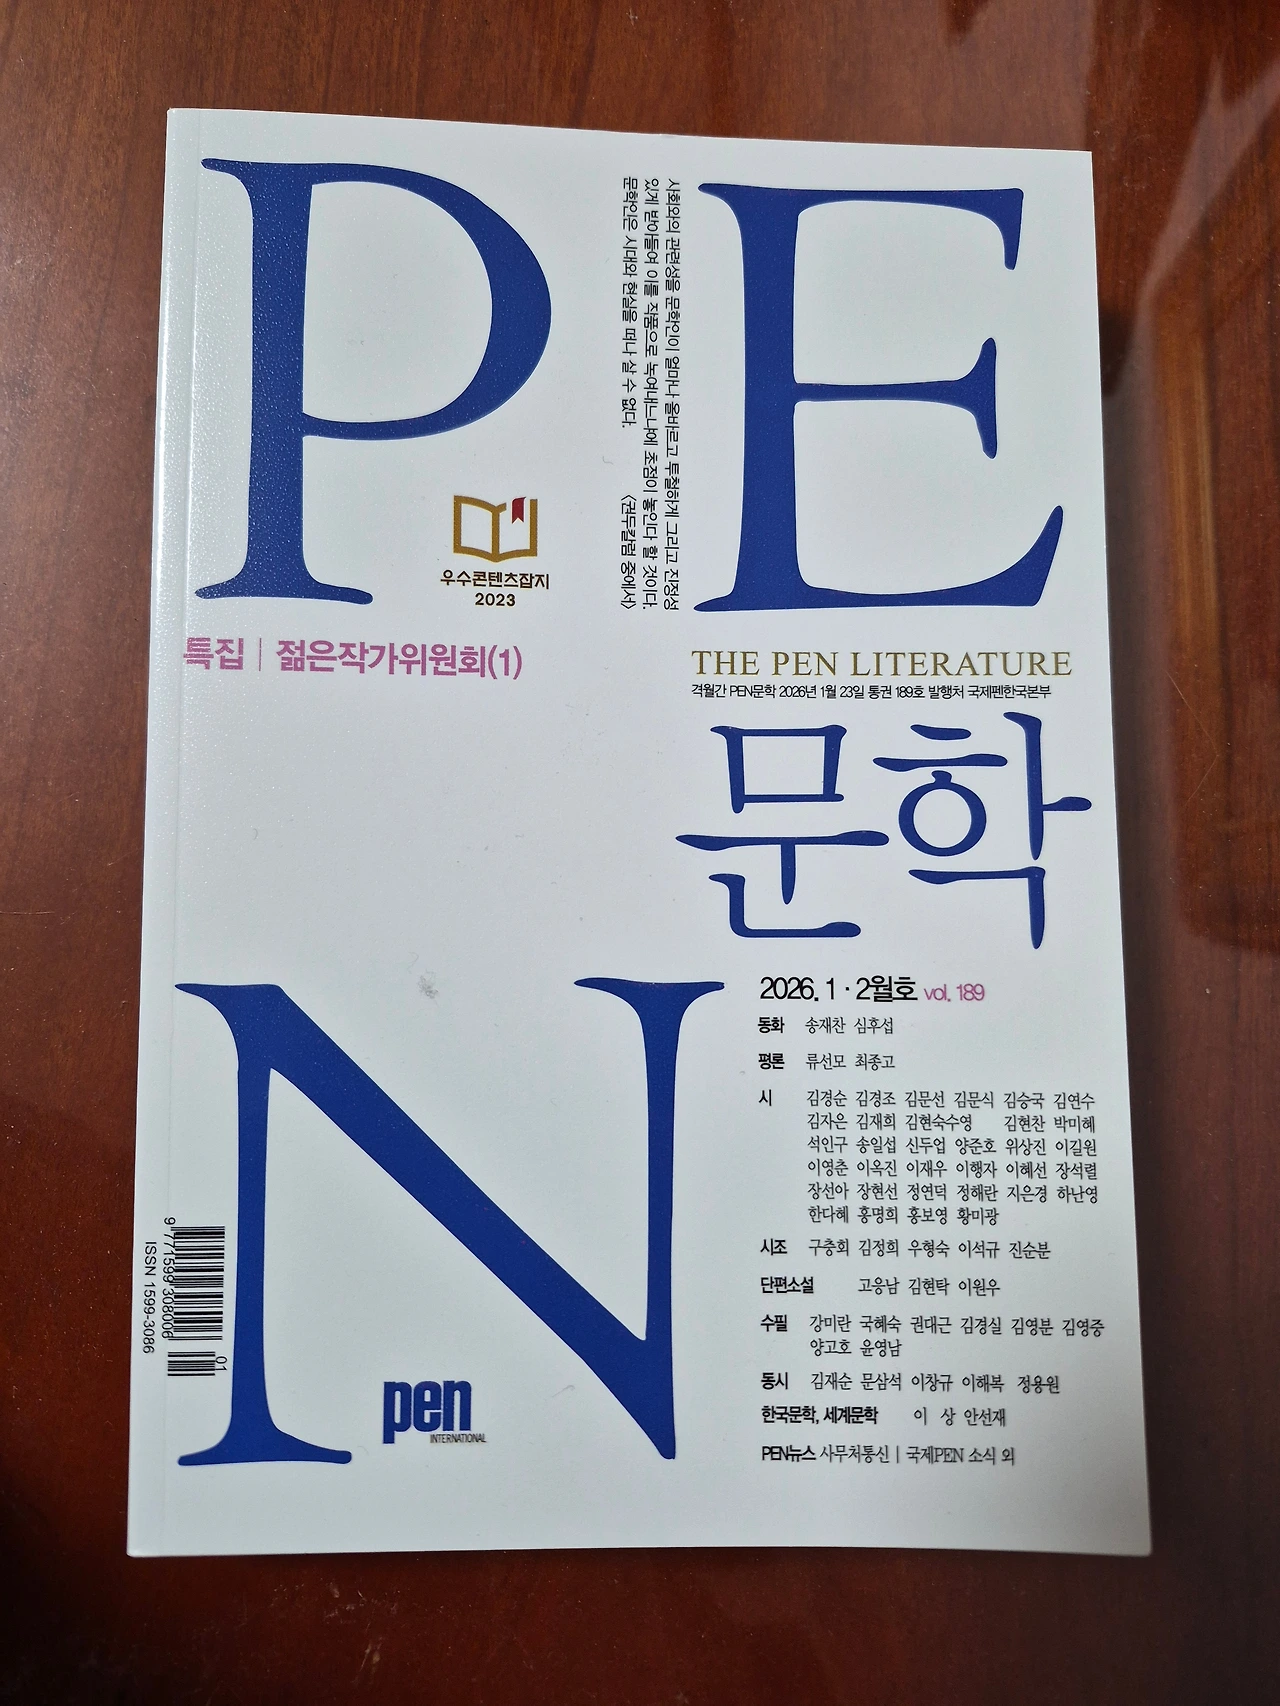 PE
사회와의 관련성을 문학인이 얼마나 올바르고 투철하게 그리고 진정성
있게 받아들여 이를 작품으로 녹여내느냐에 초점이 놓인다 할 것이다.
문학인은 시대와 현실을 떠나 살 수 없다. 〈권두칼럼 중에서〉
우수콘텐츠잡지
2023
특집 | 젊은작가위원회(1)
THE PEN LITERATURE
격월간 PEN문학 2026년 1월 23일 통권 189호 발행처 국제펜한국본부
문학
N
2026. 1 · 2월호 vol. 189
동화 송재찬 심후섭
평론 류선모 최종고
시 김경순 김경조 김문선 김문식 김승국 김연수
김자은 김재희 김현숙수영 김현찬 박미혜
석인구 송일섭 신두업 양준호 위상진 이길원
이영춘 이옥진 이재우 이행자 이혜선 장석렬
장선아 장현선 정연덕 정해란 지은경 하난영
한다혜 홍명희 홍보영 황미광
시조 구충회 김정희 우형숙 이석규 진순분
단편소설 고응남 김현탁 이원우
수필 강미란 국혜숙 권대근 김경실 김영분 김영중
양고호 윤영남
동시 김재순 문삼석 이창규 이해복 정용원
한국문학, 세계문학 이 상 안선재
PEN뉴스 사무처통신 | 국제PEN 소식 외
pen
INTERNATIONAL
9 771599 308006
01
ISSN 1599-3086